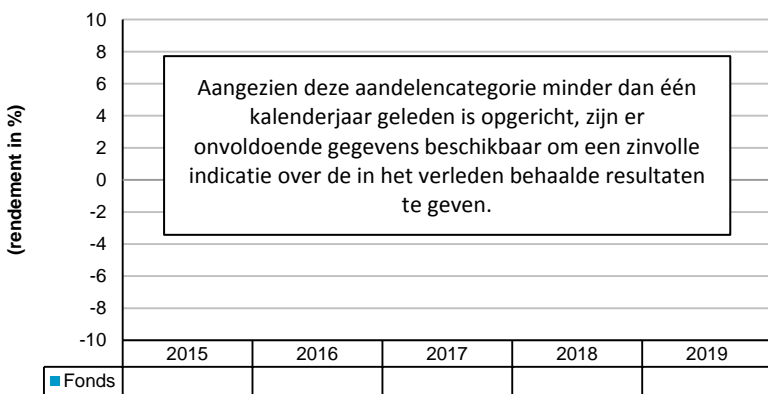 10
8
6
4
2
0
-2
-4
-6
-8
-10
(rendement in %)
Aangezien deze aandelencategorie minder dan één
kalenderjaar geleden is opgericht, zijn er
onvoldoende gegevens beschikbaar om een zinvolle
indicatie over de in het verleden behaalde resultaten
te geven.
2015 2016 2017 2018 2019
Fonds